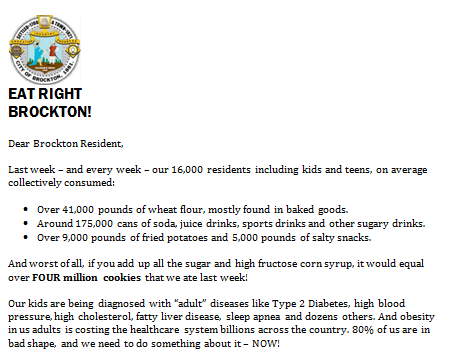 CITY OF BROCKTON, 1881
EAT RIGHT
BROCKTON!
Dear Brockton Resident,
Last week – and every week – our 16,000 residents including kids and teens, on average
collectively consumed:
• Over 41,000 pounds of wheat flour, mostly found in baked goods.
• Around 175,000 cans of soda, juice drinks, sports drinks and other sugary drinks.
• Over 9,000 pounds of fried potatoes and 5,000 pounds of salty snacks.
And worst of all, if you add up all the sugar and high fructose corn syrup, it would equal
over FOUR million cookies that we ate last week!
Our kids are being diagnosed with “adult” diseases like Type 2 Diabetes, high blood
pressure, high cholesterol, fatty liver disease, sleep apnea and dozens others. And obesity
in us adults is costing the healthcare system billions across the country. 80% of us are in
bad shape, and we need to do something about it – NOW!